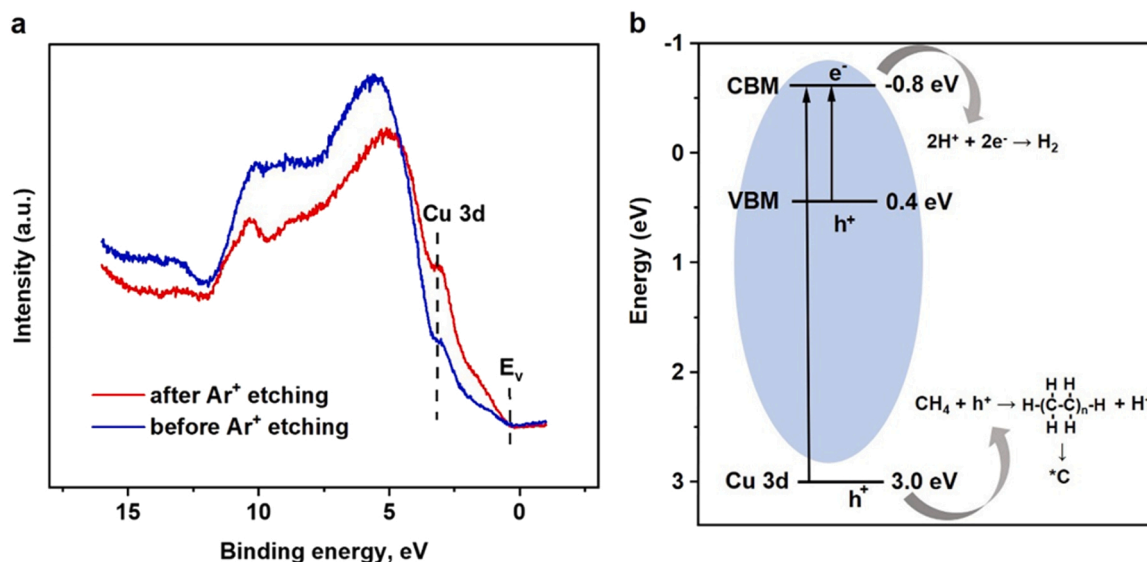 a
Intensity (a.u.)
Cu 3d
E_v
after Ar⁺ etching
before Ar⁺ etching
15 10 5 0
Binding energy, eV
b
Energy (eV)
-1
0
1
2
3
CBM e⁻ -0.8 eV
2H⁺ + 2e⁻ → H₂
VBM 0.4 eV
h⁺
H H
CH₄ + h⁺ → H-(C-C)ₙ-H + H⁺
H H
↓
*C
Cu 3d 3.0 eV
h⁺